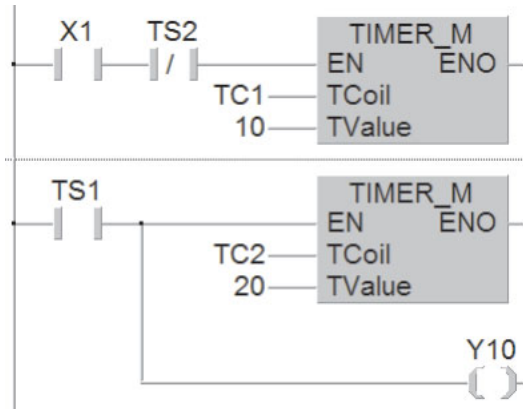 X1 TS2
TIMER_M
/
EN ENO
TC1 TCoil
10 TValue
TS1
TIMER_M
EN ENO
TC2 TCoil
20 TValue
Y10